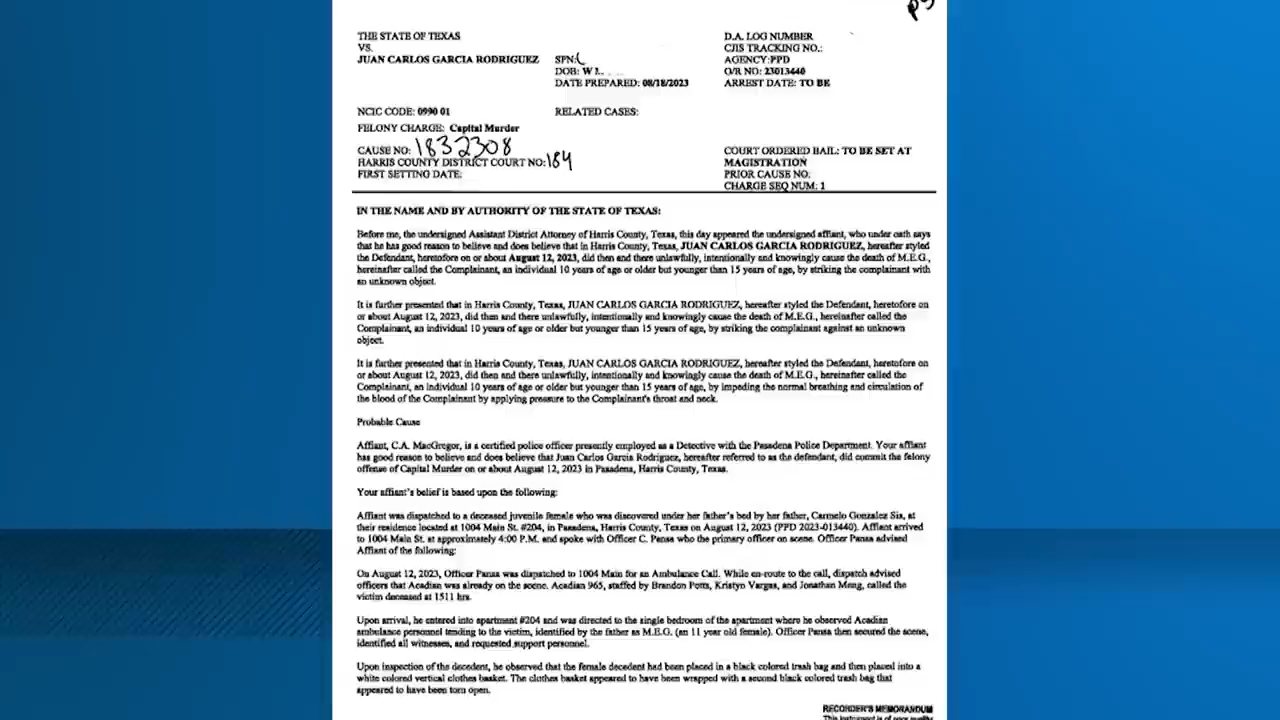 THE STATE OF TEXAS
VS.
JUAN CARLOS GARCIA RODRIGUEZ
SPN:
DOB: W
DATE PREPARED: 08/18/2023
D.A. LOG NUMBER
CJIS TRACKING NO.:
AGENCY:PPD
O/R NO: 23013440
ARREST DATE: TO BE
NCIC CODE: 0990 01
RELATED CASES:
FELONY CHARGE: Capital Murder
CAUSE NO: 1832308
HARRIS COUNTY DISTRICT COURT NO: 184
FIRST SETTING DATE:
COURT ORDERED BAIL: TO BE SET AT
MAGISTRATION
PRIOR CAUSE NO:
CHARGE SEQ NUM: 1
IN THE NAME AND BY AUTHORITY OF THE STATE OF TEXAS:
Before me, the undersigned Assistant District Attorney of Harris County, Texas, this day appeared the undersigned affiant, who under oath says
that he has good reason to believe and does believe that in Harris County, Texas, JUAN CARLOS GARCIA RODRIGUEZ, hereafter styled
the Defendant, heretofore on or about August 12, 2023, did then and there unlawfully, intentionally and knowingly cause the death of M.E.G.,
hereinafter called the Complainant, an individual 10 years of age or older but younger than 15 years of age, by striking the complainant with
an unknown object.
It is further presented that in Harris County, Texas, JUAN CARLOS GARCIA RODRIGUEZ, hereafter styled the Defendant, heretofore on
or about August 12, 2023, did then and there unlawfully, intentionally and knowingly cause the death of M.E.G., hereinafter called the
Complainant, an individual 10 years of age or older but younger than 15 years of age, by striking the complainant against an unknown
object.
It is further presented that in Harris County, Texas, JUAN CARLOS GARCIA RODRIGUEZ, hereafter styled the Defendant, heretofore on
or about August 12, 2023, did then and there unlawfully, intentionally and knowingly cause the death of M.E.G., hereinafter called the
Complainant, an individual 10 years of age or older but younger than 15 years of age, by impeding the normal breathing and circulation of
the blood of the Complainant by applying pressure to the Complainant's throat and neck.
Probable Cause
Affiant, C.A. MacGregor, is a certified police officer presently employed as a Detective with the Pasadena Police Department. Your affiant
has good reason to believe and does believe that Juan Carlos Garcia Rodriguez, hereafter referred to as the defendant, did commit the felony
offense of Capital Murder on or about August 12, 2023 in Pasadena, Harris County, Texas.
Your affiant's belief is based upon the following:
Affiant was dispatched to a deceased juvenile female who was discovered under her father's bed by her father, Carmelo Gonzalez Sis, at
their residence located at 1004 Main St. #204, in Pasadena, Harris County, Texas on August 12, 2023 (PPD 2023-013440). Affiant arrived
to 1004 Main St. at approximately 4:00 P.M. and spoke with Officer C. Pansa who the primary officer on scene. Officer Pansa advised
Affiant of the following:
On August 12, 2023, Officer Pansa was dispatched to 1004 Main for an Ambulance Call. While en-route to the call, dispatch advised
officers that Acadian was already on the scene. Acadian 965, staffed by Brandon Potts, Kristyn Vargas, and Jonathan Meng, called the
victim deceased at 1511 hrs.
Upon arrival, he entered into apartment #204 and was directed to the single bedroom of the apartment where he observed Acadian
ambulance personnel tending to the victim, identified by the father as M.E.G. (an 11 year old female). Officer Pansa then secured the scene,
identified all witnesses, and requested support personnel.
Upon inspection of the decedent, he observed that the female decedent had been placed in a black colored trash bag and then placed into a
white colored vertical clothes basket. The clothes basket appeared to have been wrapped with a second black colored trash bag that
appeared to have been torn open.
RECORDER'S MEMORANDUM
This instrument is of poor quality